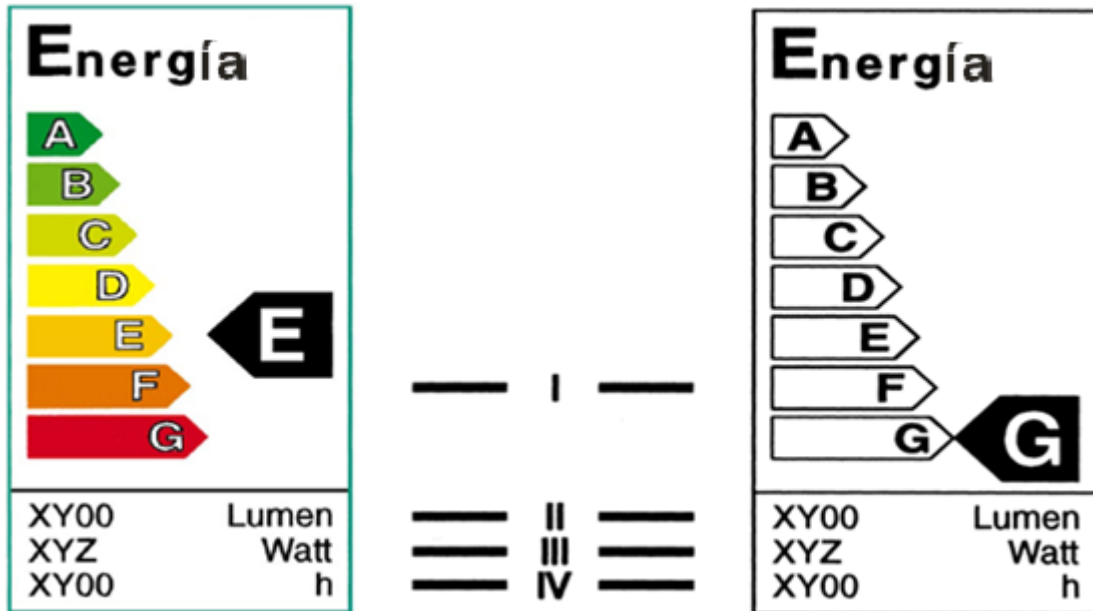 Energía
A
B
C
D
E
E
F
G
XY00 Lumen
XYZ Watt
XY00 h
I
II
III
IV
Energía
A
B
C
D
E
F
G
G
XY00 Lumen
XYZ Watt
XY00 h